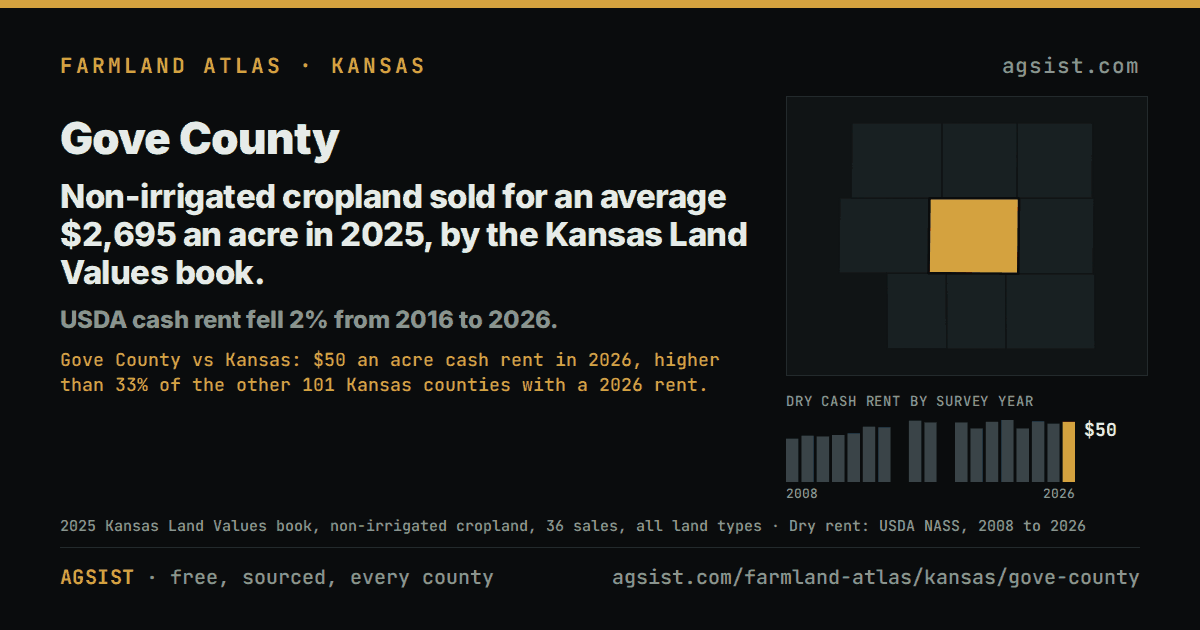 FARMLAND ATLAS · KANSAS
agsist.com
Gove County
Non-irrigated cropland sold for an average
$2,695 an acre in 2025, by the Kansas Land
Values book.
USDA cash rent fell 2% from 2016 to 2026.
Gove County vs Kansas: $50 an acre cash rent in 2026, higher
than 33% of the other 101 Kansas counties with a 2026 rent.
DRY CASH RENT BY SURVEY YEAR
$50
2008
2026
2025 Kansas Land Values book, non-irrigated cropland, 36 sales, all land types · Dry rent: USDA NASS, 2008 to 2026
AGSIST · free, sourced, every county
agsist.com/farmland-atlas/kansas/gove-county